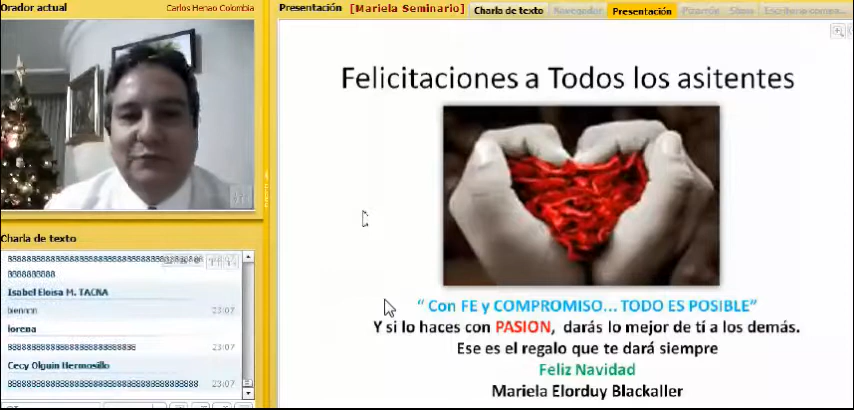 Orador actual
Carlos Henao Colombia
Presentación
[Mariela Seminario]
Charla de texto
Navegador
Presentación
Pizarrón
Show
Felicitaciones a Todos los asitentes
Charla de texto
8888888888
Isabel Eloisa M. TACNA
23:07
lorena
23:07
Cecy Olguin Hermosillo
23:07
“ Con FE y COMPROMISO... TODO ES POSIBLE”
Y si lo haces con PASION, darás lo mejor de tí a los demás.
Ese es el regalo que te dará siempre
Feliz Navidad
Mariela Elorduy Blackaller